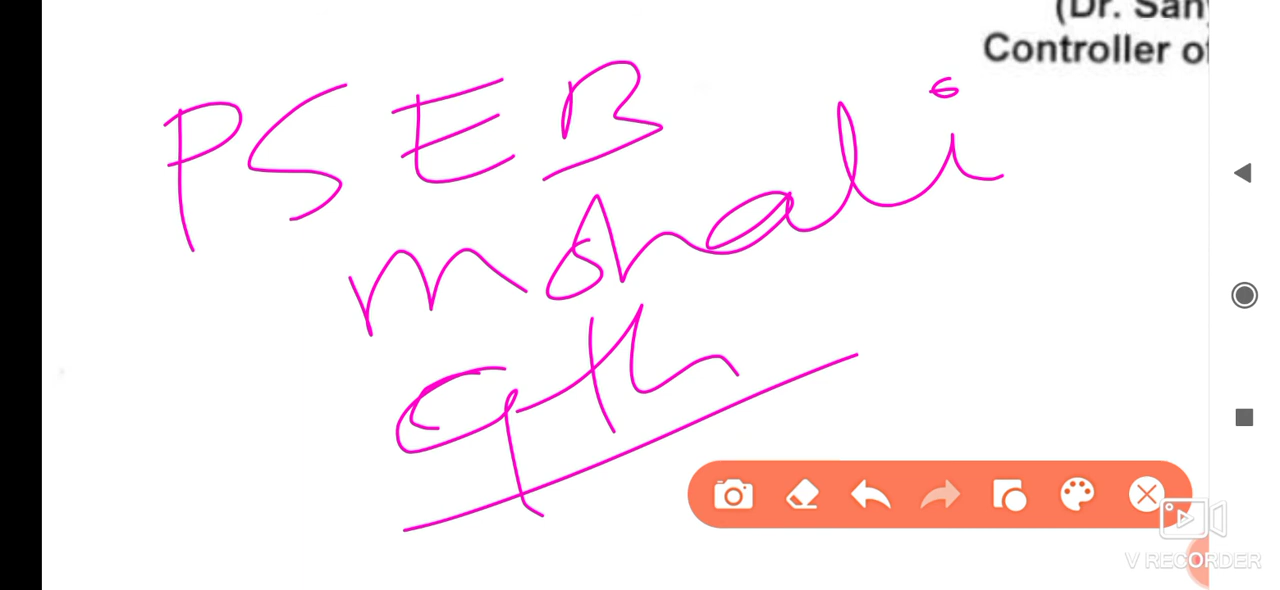 (Dr. San
Controller of
PSEB
mohali
9th
V RECORDER